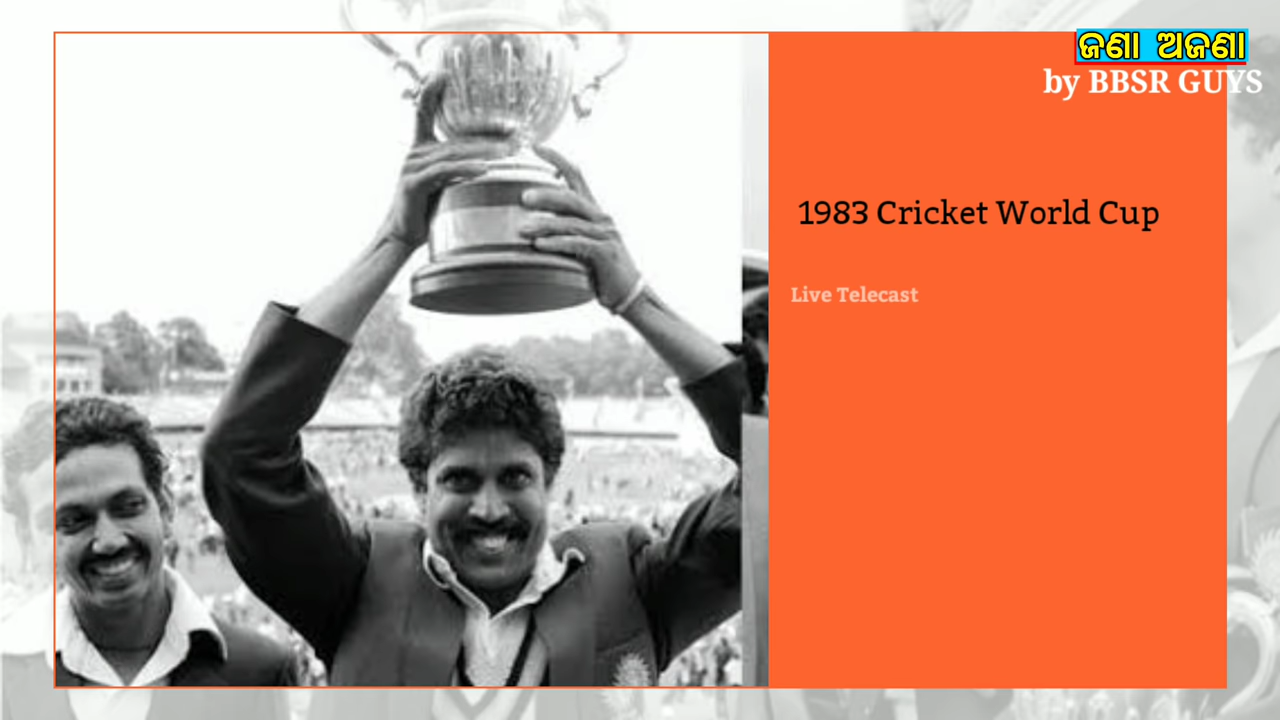 ଜଣା ଅଜଣା
by BBSR GUYS
1983 Cricket World Cup
Live Telecast